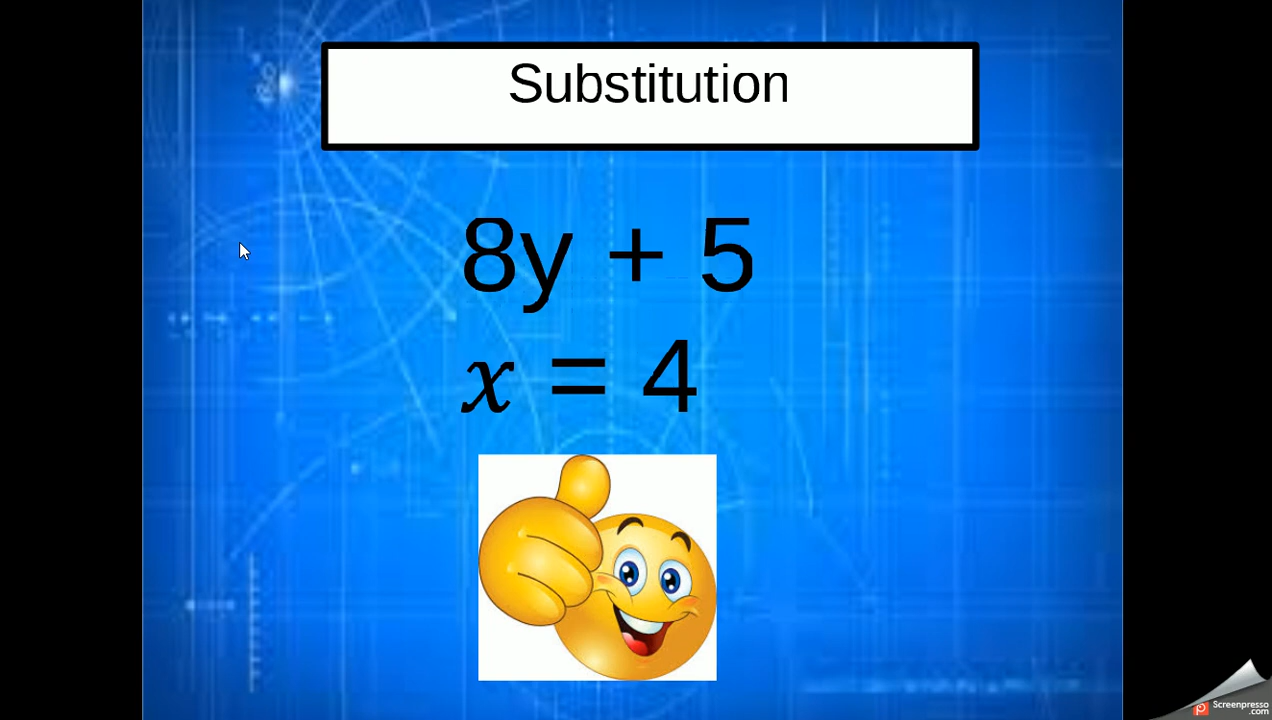 Substitution
8y + 5
x = 4
Screenpresso
.com